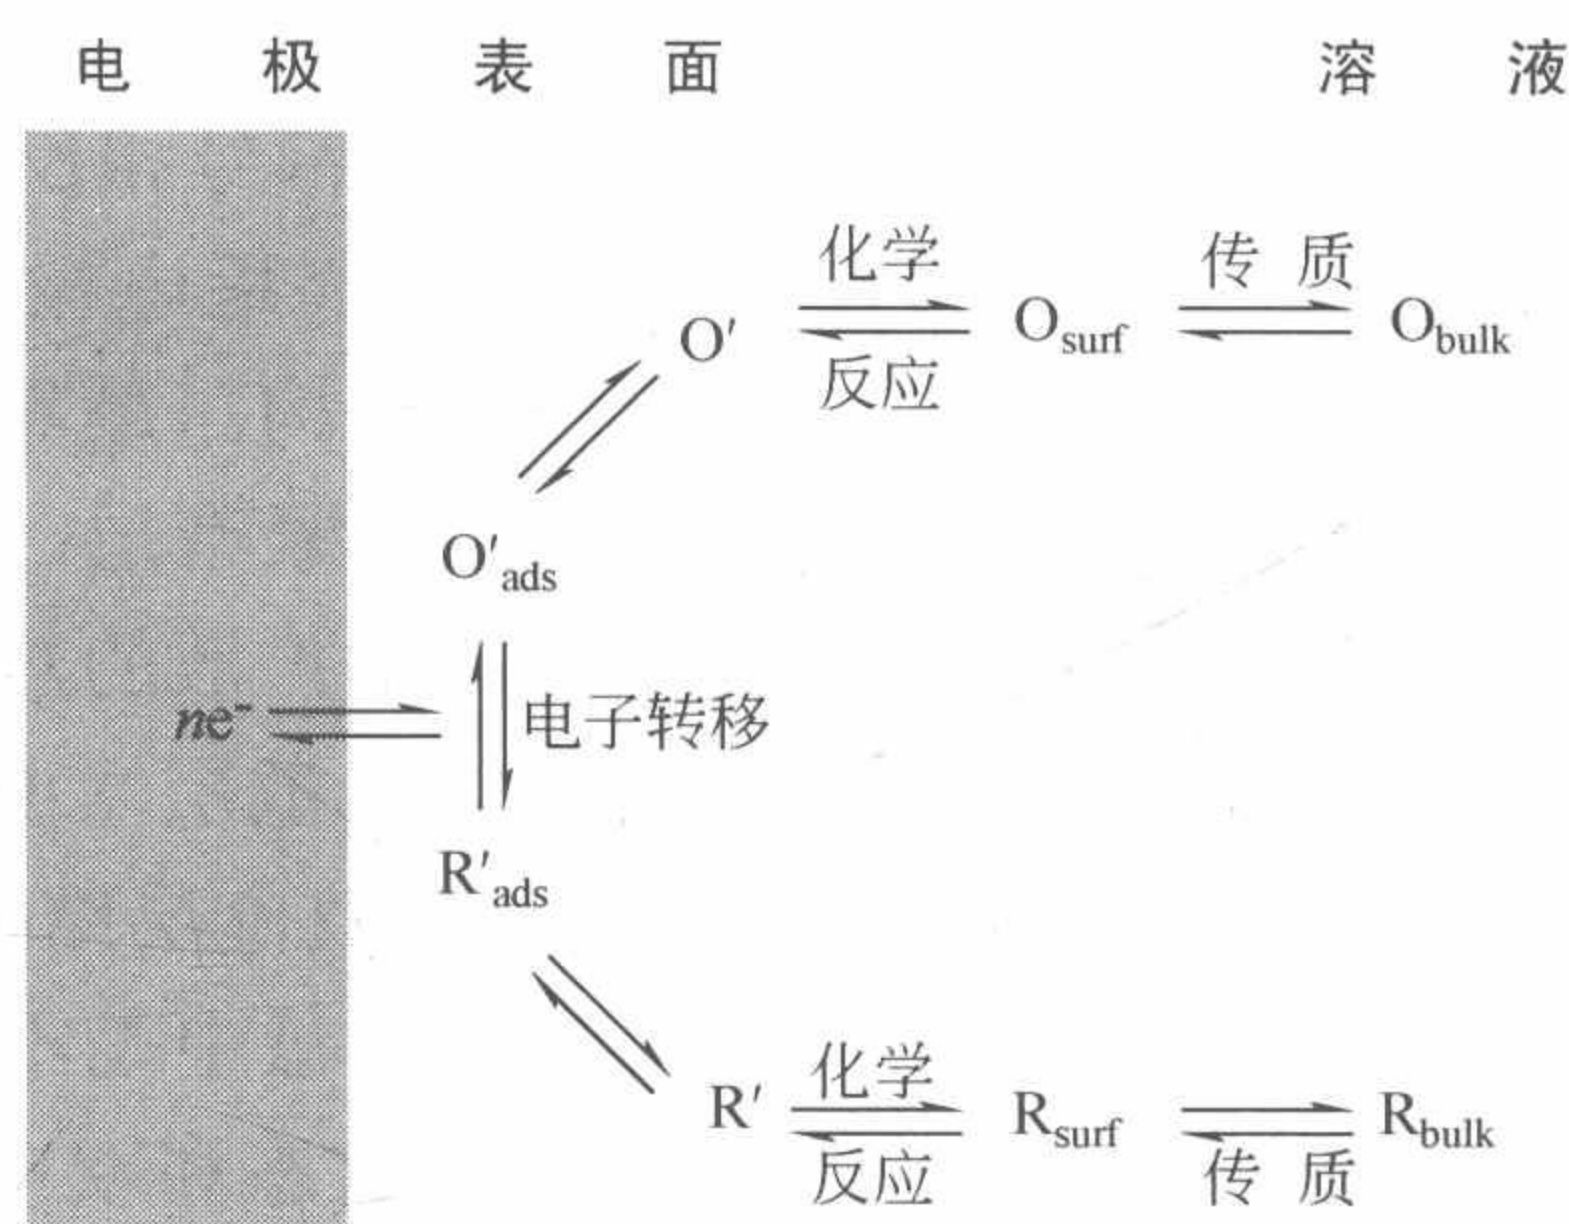 电极表面 溶液
化学 传质
O′ O_surf O_bulk
反应
O′_ads
ne⁻ 电子转移
R′_ads
化学
R′ R_surf R_bulk
反应 传质